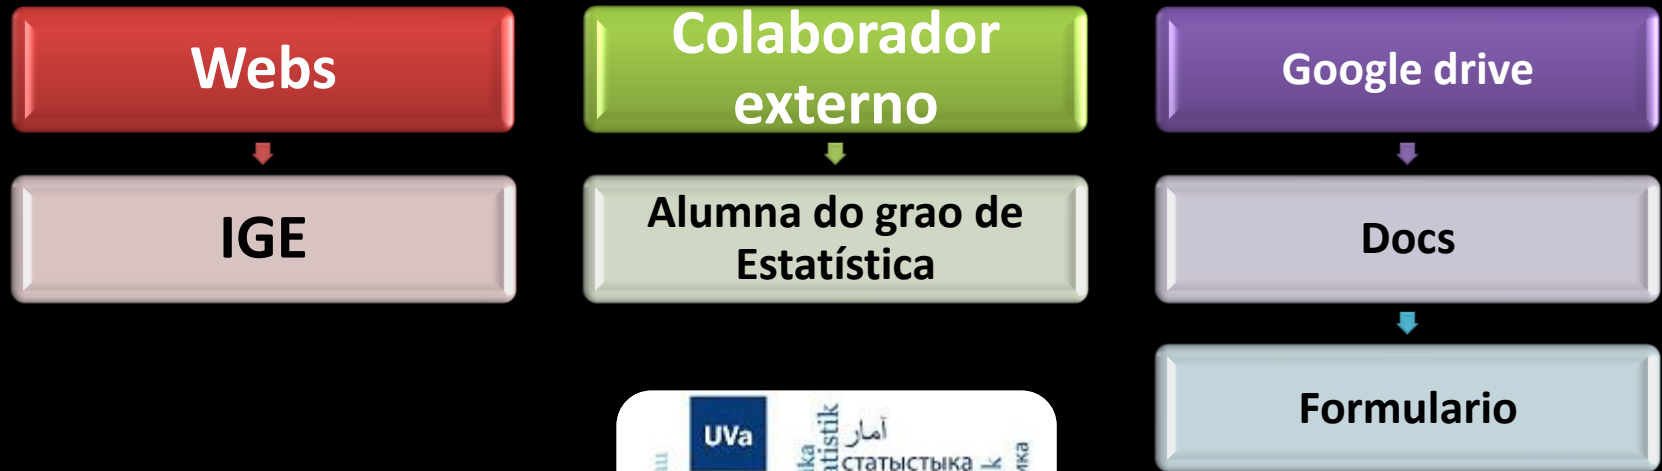 Webs
IGE
Colaborador
externo
Alumna do grao de
Estatística
Google drive
Docs
Formulario
UVa
آمار
статыстыка